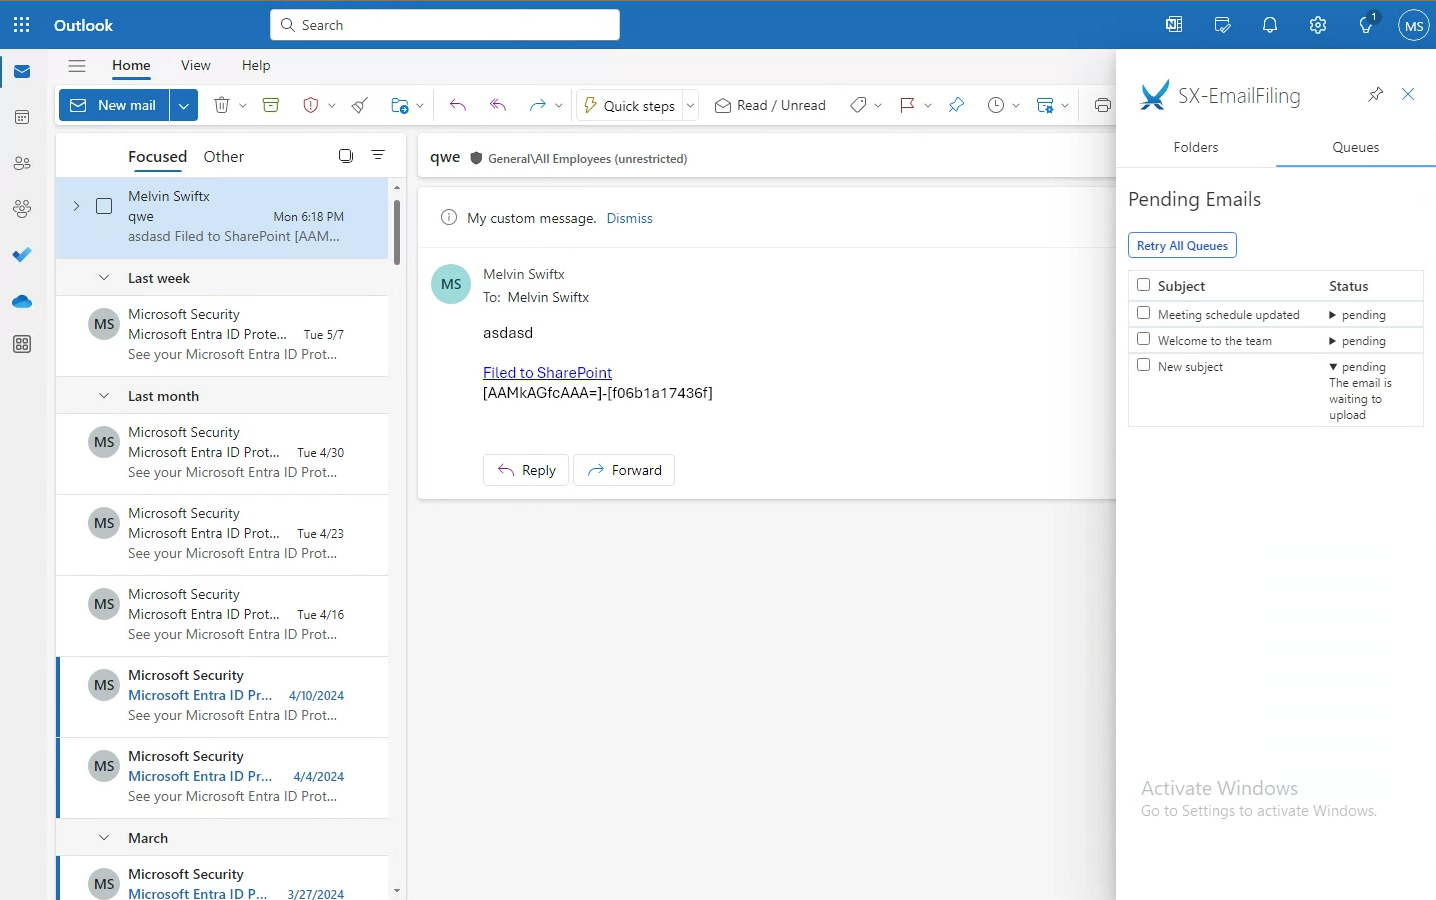 Outlook
Search
1
MS
Home View Help
New mail
Quick steps
Read / Unread
Focused Other
Melvin Swiftx
qwe Mon 6:18 PM
asdasd Filed to SharePoint [AAM...
Last week
MS
Microsoft Security
Microsoft Entra ID Prote... Tue 5/7
See your Microsoft Entra ID Prot...
Last month
MS
Microsoft Security
Microsoft Entra ID Prot... Tue 4/30
See your Microsoft Entra ID Prot...
MS
Microsoft Security
Microsoft Entra ID Prot... Tue 4/23
See your Microsoft Entra ID Prot...
MS
Microsoft Security
Microsoft Entra ID Prot... Tue 4/16
See your Microsoft Entra ID Prot...
MS
Microsoft Security
Microsoft Entra ID Pr... 4/10/2024
See your Microsoft Entra ID Prot...
MS
Microsoft Security
Microsoft Entra ID Pr... 4/4/2024
See your Microsoft Entra ID Prot...
March
MS
Microsoft Security
Microsoft Entra ID P... 3/27/2024
qwe General\All Employees (unrestricted)
My custom message. Dismiss
MS
Melvin Swiftx
To: Melvin Swiftx
asdasd
Filed to SharePoint
[AAMkAGfcAAA=]-[f06b1a17436f]
Reply Forward
SX-EmailFiling
Folders Queues
Pending Emails
Retry All Queues
Subject Status
Meeting schedule updated ▶ pending
Welcome to the team ▶ pending
New subject ▼ pending
The email is
waiting to
upload
Activate Windows
Go to Settings to activate Windows.